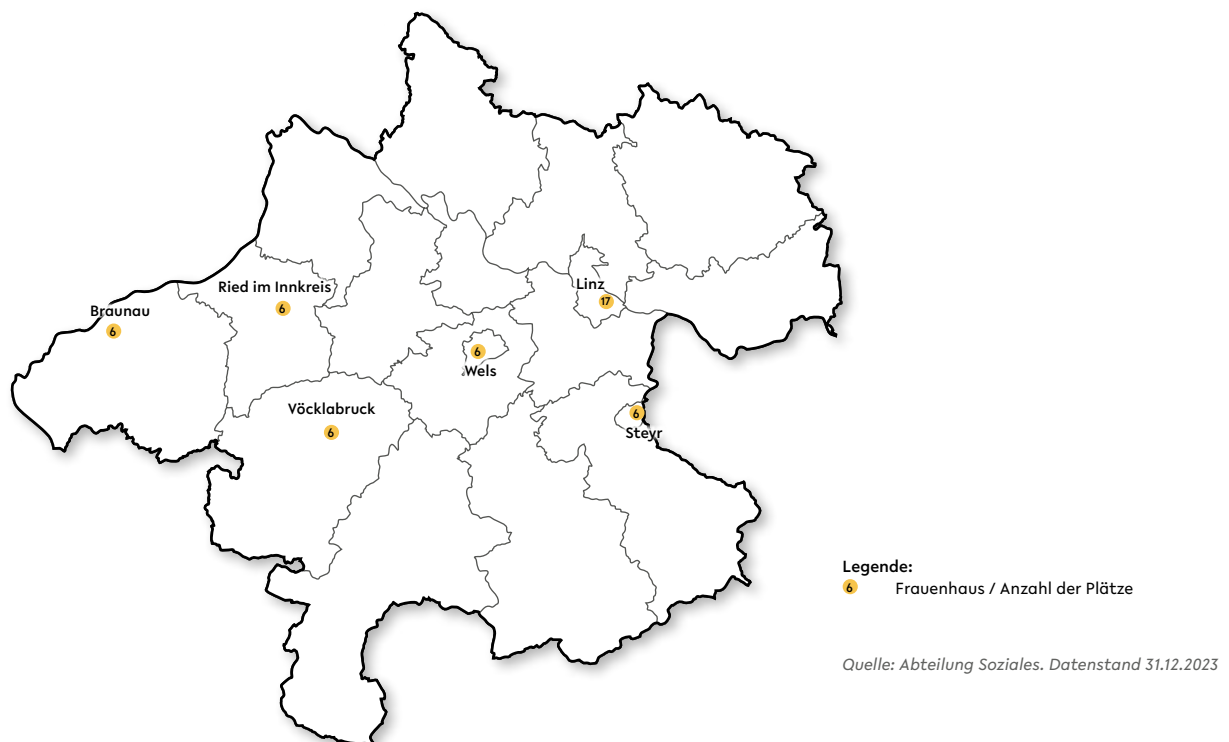 Linz
17
Ried im Innkreis
6
Braunau
6
6
Wels
Vöcklabruck
6
6
Steyr
Legende:
6 Frauenhaus / Anzahl der Plätze
Quelle: Abteilung Soziales. Datenstand 31.12.2023